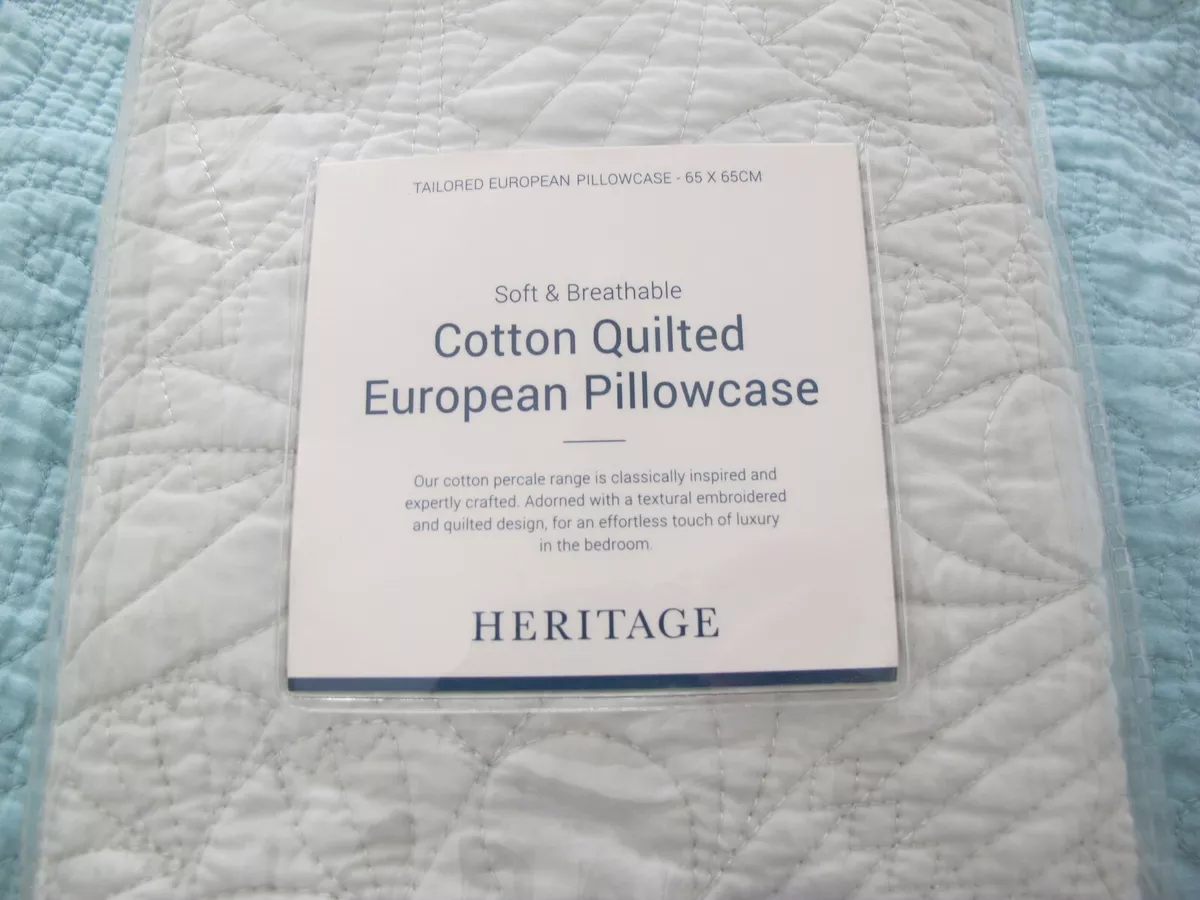 TAILORED EUROPEAN PILLOWCASE - 65 X 65CM
Soft & Breathable
Cotton Quilted
European Pillowcase
Our cotton percale range is classically inspired and
expertly crafted. Adorned with a textural embroidered
and quilted design, for an effortless touch of luxury
in the bedroom.
HERITAGE